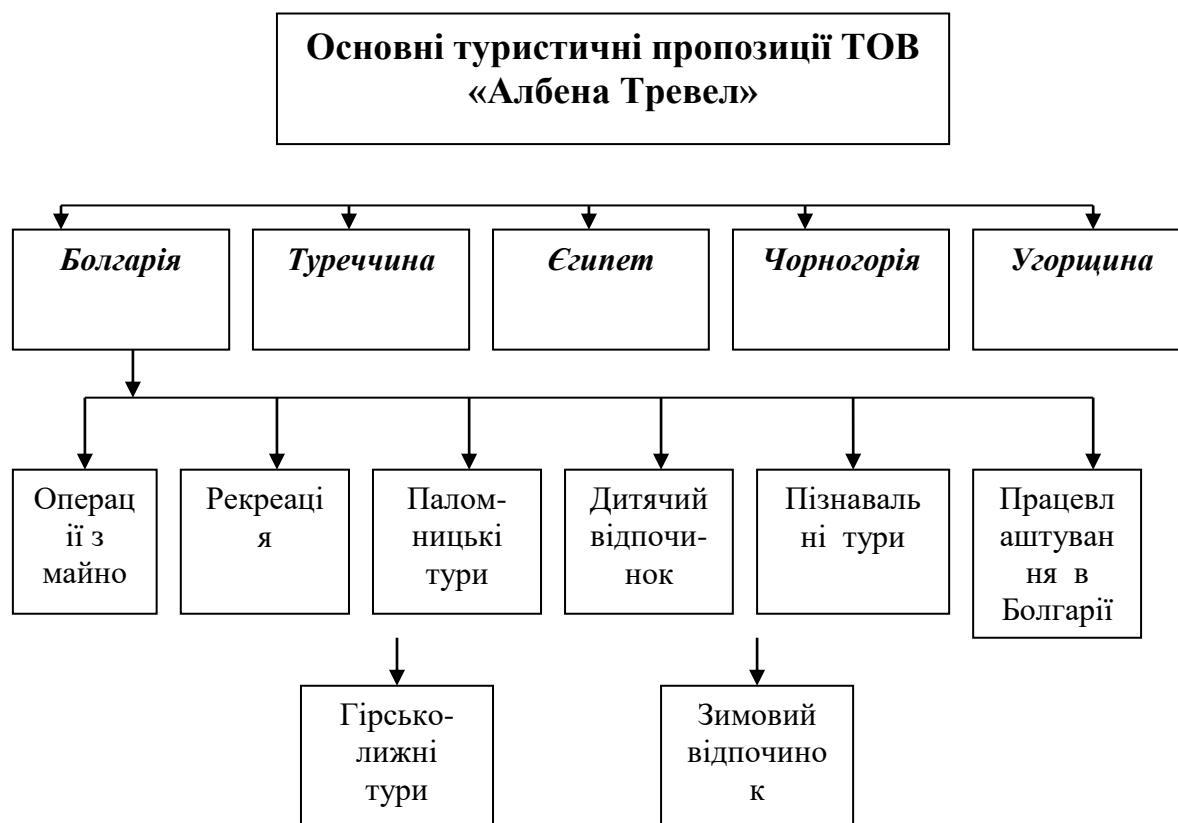 Основні туристичні пропозиції ТОВ
«Албена Тревел»
Болгарія
Туреччина
Єгипет
Чорногорія
Угорщина
Операц
ії з
майно
Рекреаці
я
Палом-
ницькі
тури
Дитячий
відпочи-
нок
Пізнаваль
ні тури
Працевл
аштуван
ня в
Болгарії
Гірсько-
лижні
тури
Зимовий
відпочино
к